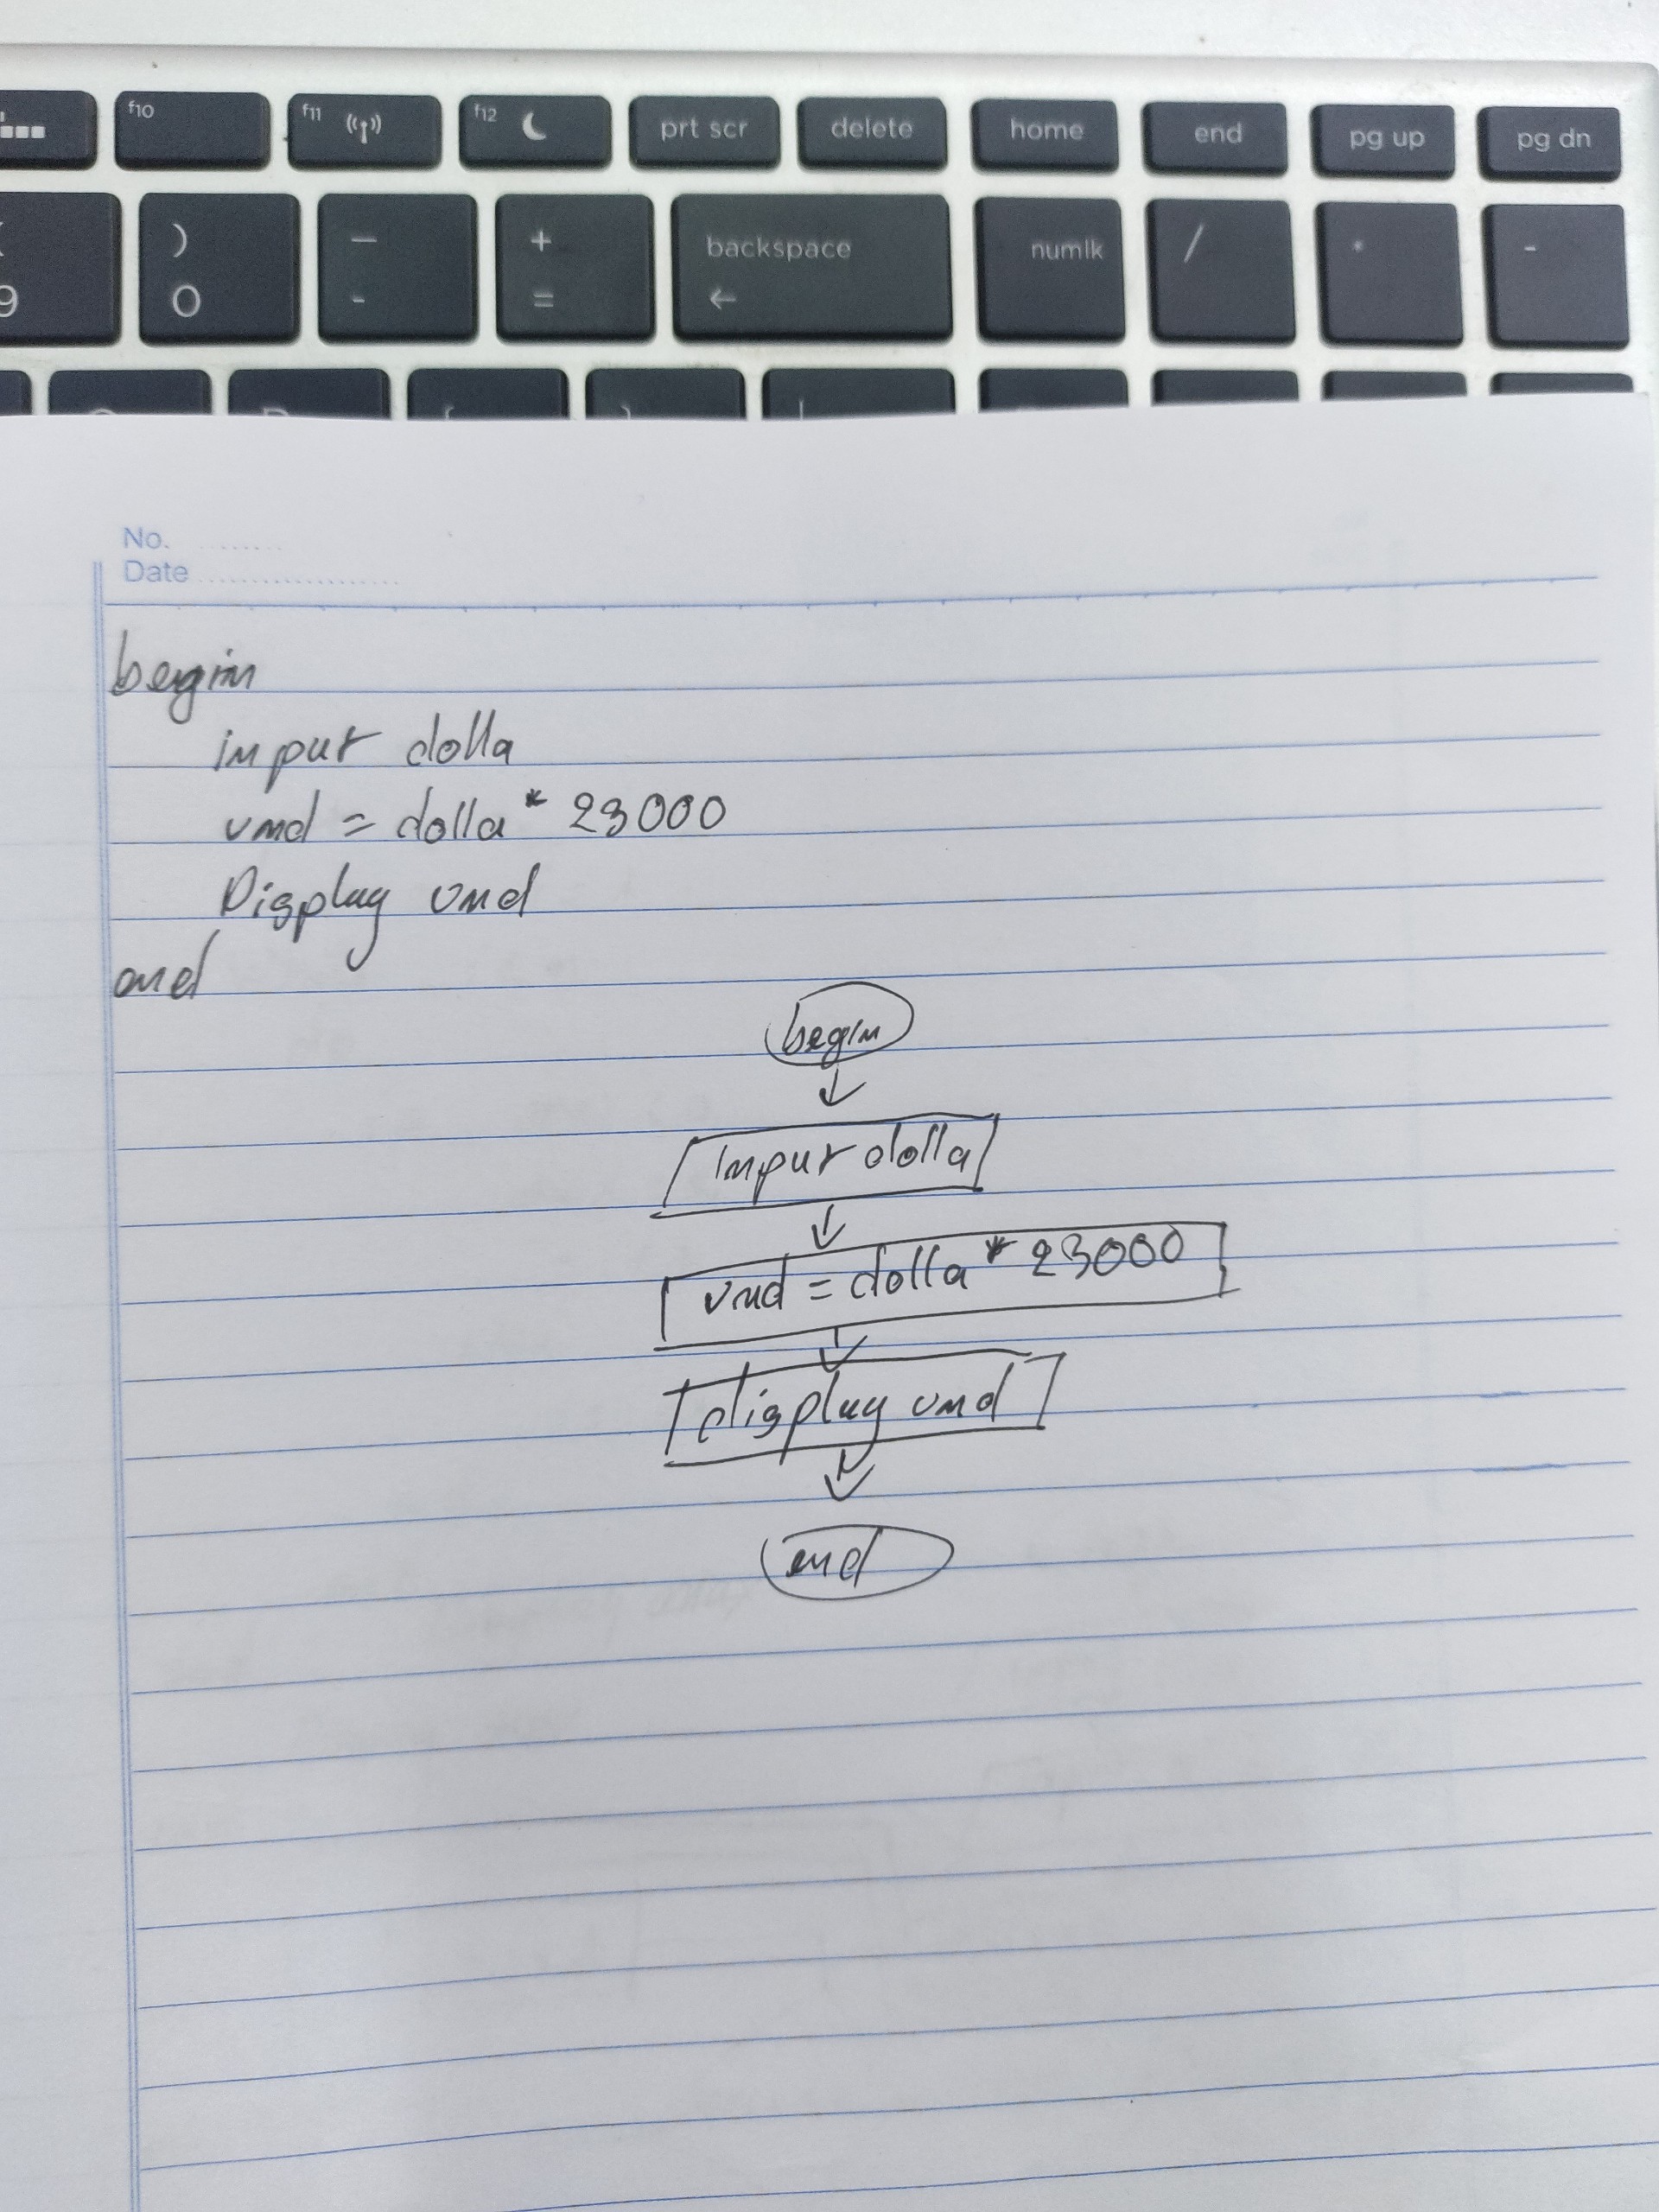 f10 f11 f12 prt scr delete home end pg up pg dn
9 ) 0 — - + = backspace ← numlk / * -
No. ........
Date ....................
begin
input dolla
vnd = dolla * 23000
Display vnd
end
begin
input dolla
vnd = dolla * 23000
display vnd
end